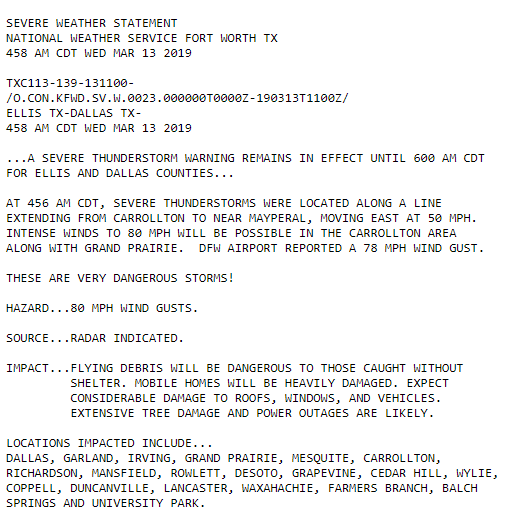 SEVERE WEATHER STATEMENT
NATIONAL WEATHER SERVICE FORT WORTH TX
458 AM CDT WED MAR 13 2019
TXC113-139-131100-
/O.CON.KFWD.SV.W.0023.000000T0000Z-190313T1100Z/
ELLIS TX-DALLAS TX-
458 AM CDT WED MAR 13 2019
...A SEVERE THUNDERSTORM WARNING REMAINS IN EFFECT UNTIL 600 AM CDT
FOR ELLIS AND DALLAS COUNTIES...
AT 456 AM CDT, SEVERE THUNDERSTORMS WERE LOCATED ALONG A LINE
EXTENDING FROM CARROLLTON TO NEAR MAYPERAL, MOVING EAST AT 50 MPH.
INTENSE WINDS TO 80 MPH WILL BE POSSIBLE IN THE CARROLLTON AREA
ALONG WITH GRAND PRAIRIE.  DFW AIRPORT REPORTED A 78 MPH WIND GUST.
THESE ARE VERY DANGEROUS STORMS!
HAZARD...80 MPH WIND GUSTS.
SOURCE...RADAR INDICATED.
IMPACT...FLYING DEBRIS WILL BE DANGEROUS TO THOSE CAUGHT WITHOUT
SHELTER. MOBILE HOMES WILL BE HEAVILY DAMAGED. EXPECT
CONSIDERABLE DAMAGE TO ROOFS, WINDOWS, AND VEHICLES.
EXTENSIVE TREE DAMAGE AND POWER OUTAGES ARE LIKELY.
LOCATIONS IMPACTED INCLUDE...
DALLAS, GARLAND, IRVING, GRAND PRAIRIE, MESQUITE, CARROLLTON,
RICHARDSON, MANSFIELD, ROWLETT, DESOTO, GRAPEVINE, CEDAR HILL, WYLIE,
COPPELL, DUNCANVILLE, LANCASTER, WAXAHACHIE, FARMERS BRANCH, BALCH
SPRINGS AND UNIVERSITY PARK.